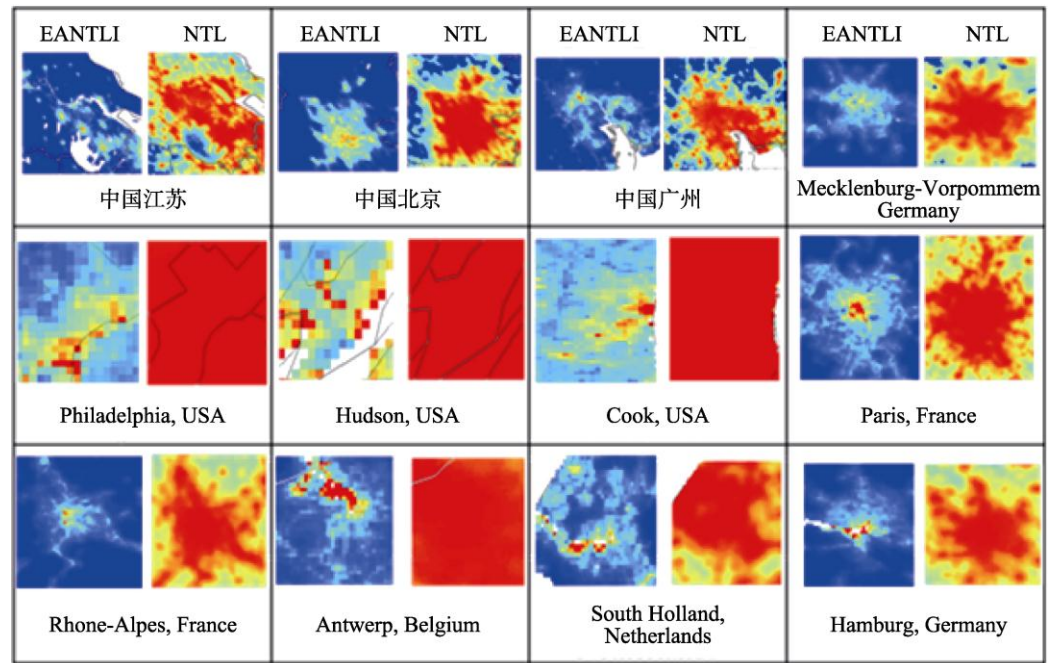 EANTLI NTL EANTLI NTL EANTLI NTL EANTLI NTL
中国江苏
中国北京
中国广州
Mecklenburg-Vorpommem
Germany
Philadelphia, USA
Hudson, USA
Cook, USA
Paris, France
Rhone-Alpes, France
Antwerp, Belgium
South Holland,
Netherlands
Hamburg, Germany